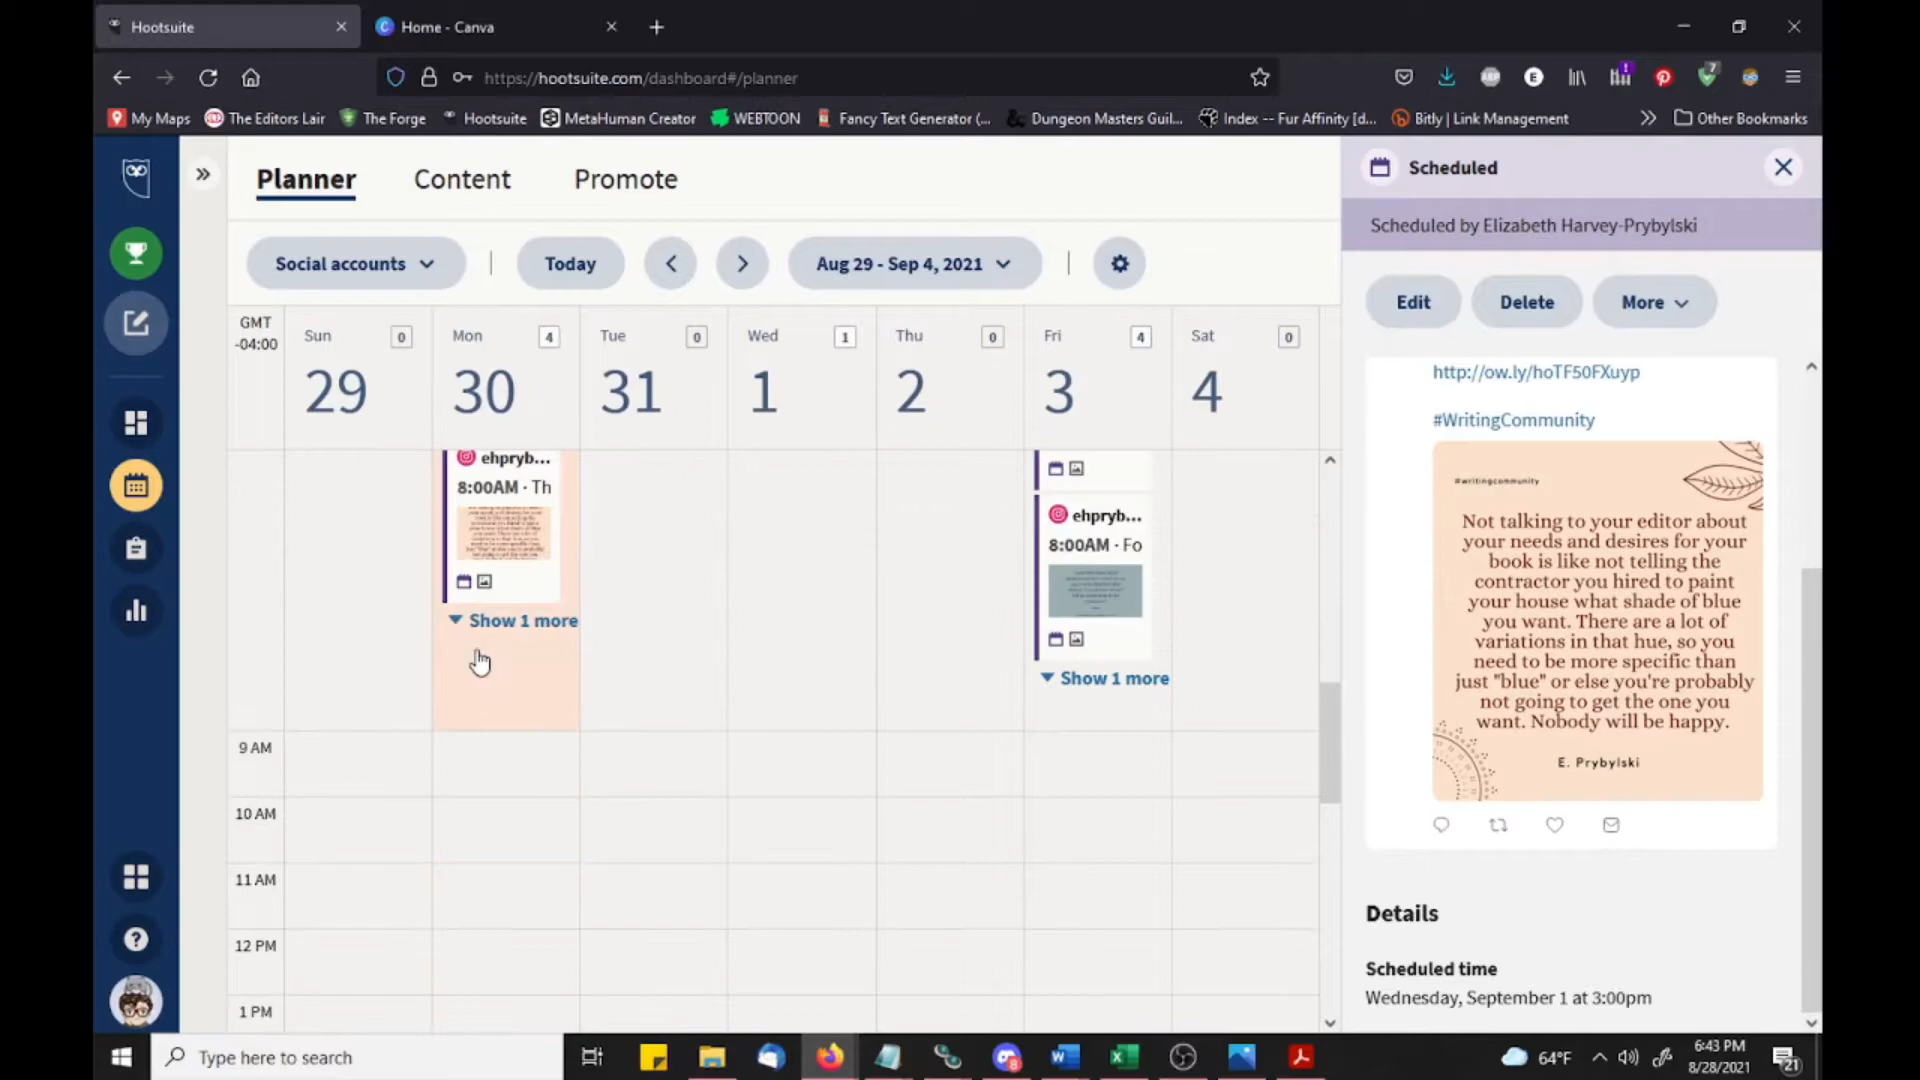 Hootsuite
Home - Canva
https://hootsuite.com/dashboard#/planner
My Maps
The Editors Lair
The Forge
Hootsuite
MetaHuman Creator
WEBTOON
Fancy Text Generator (...
Dungeon Masters Guil...
Index -- Fur Affinity [d...
Bitly | Link Management
Other Bookmarks
Planner
Content
Promote
Social accounts
Today
Aug 29 - Sep 4, 2021
GMT
-04:00
Sun
0
29
Mon
4
30
Tue
0
31
Wed
1
1
Thu
0
2
Fri
4
3
Sat
0
4
ehpryb...
8:00AM · Th
Show 1 more
ehpryb...
8:00AM · Fo
Show 1 more
9 AM
10 AM
11 AM
12 PM
1 PM
Scheduled
Scheduled by Elizabeth Harvey-Prybylski
Edit
Delete
More
http://ow.ly/hoTF50FXuyp
#WritingCommunity
#writingcommunity
Not talking to your editor about
your needs and desires for your
book is like not telling the
contractor you hired to paint
your house what shade of blue
you want. There are a lot of
variations in that hue, so you
need to be more specific than
just "blue" or else you're probably
not going to get the one you
want. Nobody will be happy.
E. Prybylski
Details
Scheduled time
Wednesday, September 1 at 3:00pm
Type here to search
64°F
6:43 PM
8/28/2021
21